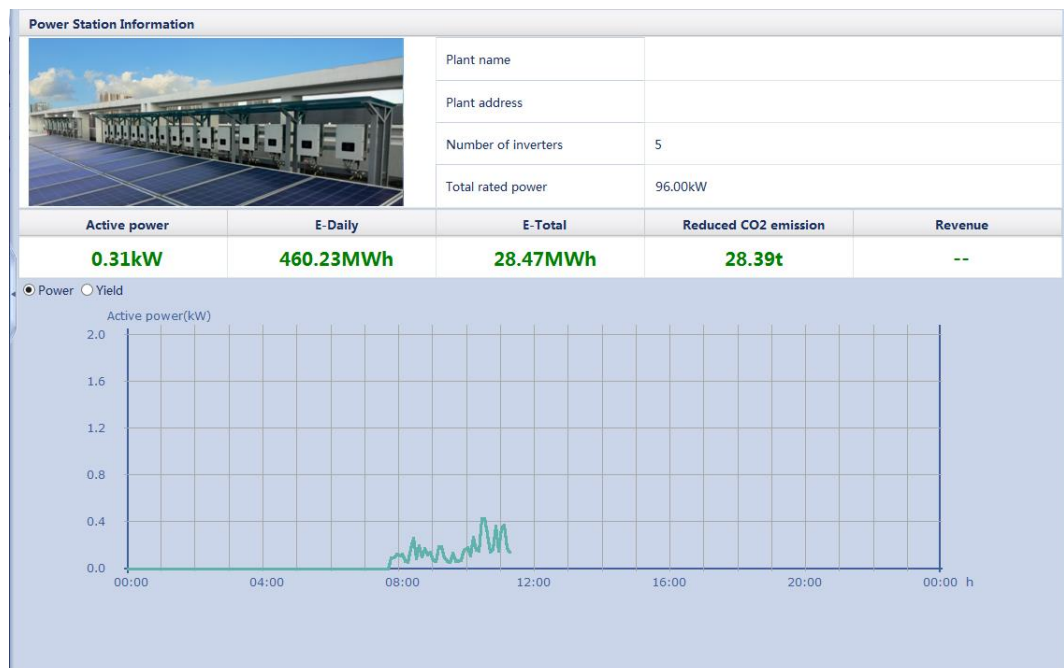 Power Station Information
Plant name
Plant address
Number of inverters 5
Total rated power 96.00kW
Active power E-Daily E-Total Reduced CO2 emission Revenue
0.31kW 460.23MWh 28.47MWh 28.39t --
Power Yield
Active power(kW)
2.0
1.6
1.2
0.8
0.4
0.0
00:00 04:00 08:00 12:00 16:00 20:00 00:00 h